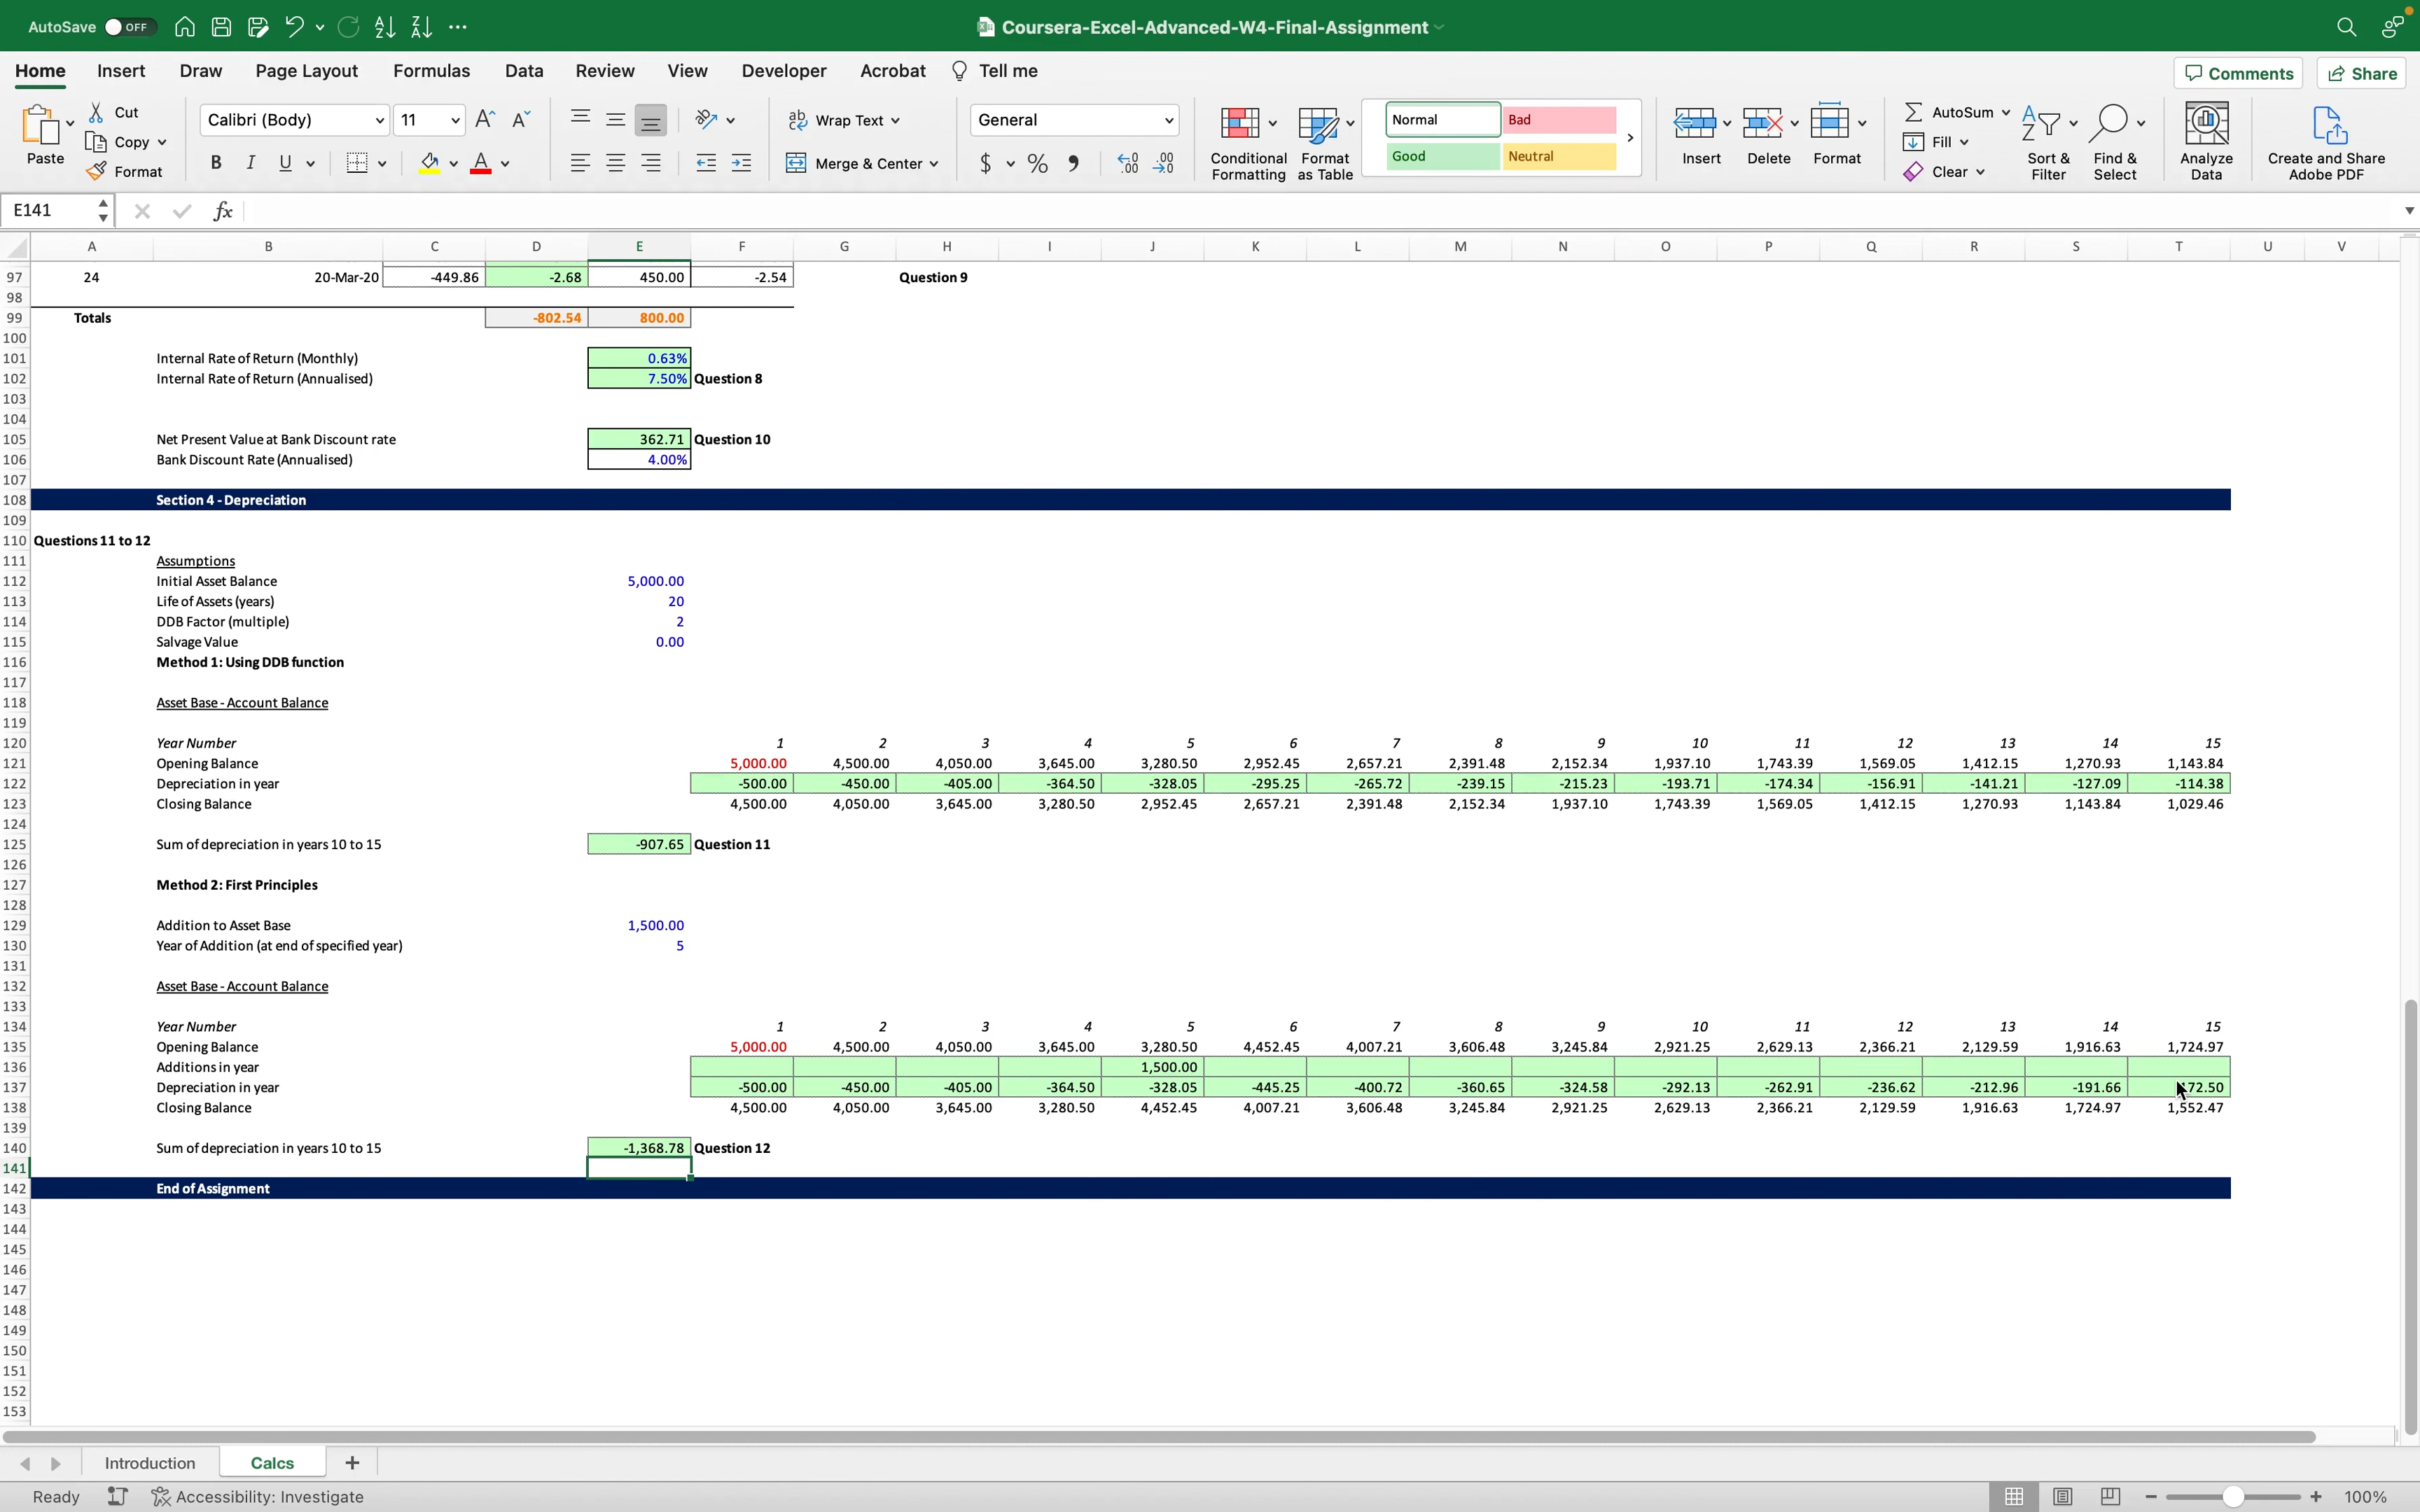 AutoSave OFF Coursera-Excel-Advanced-W4-Final-Assignment
Home Insert Draw Page Layout Formulas Data Review View Developer Acrobat Tell me Comments Share
Paste Cut Copy Format
Calibri (Body) 11 A^ A˅
B I U A
ab c Wrap Text
Merge & Center
General
$ % 9 .0 .00 .00 .0
Conditional Formatting
Format as Table
Normal Bad
Good Neutral
Insert Delete Format
AutoSum
Fill
Clear
Sort & Filter
Find & Select
Analyze Data
Create and Share Adobe PDF
E141 fx
A B C D E F G H I J K L M N O P Q R S T U V
97 24 20-Mar-20 -449.86 -2.68 450.00 -2.54 Question 9
98
99 Totals -802.54 800.00
100
101 Internal Rate of Return (Monthly) 0.63%
102 Internal Rate of Return (Annualised) 7.50% Question 8
103
104
105 Net Present Value at Bank Discount rate 362.71 Question 10
106 Bank Discount Rate (Annualised) 4.00%
107
108 Section 4 - Depreciation
109
110 Questions 11 to 12
111 Assumptions
112 Initial Asset Balance 5,000.00
113 Life of Assets (years) 20
114 DDB Factor (multiple) 2
115 Salvage Value 0.00
116 Method 1: Using DDB function
117
118 Asset Base - Account Balance
119
120 Year Number 1 2 3 4 5 6 7 8 9 10 11 12 13 14 15
121 Opening Balance 5,000.00 4,500.00 4,050.00 3,645.00 3,280.50 2,952.45 2,657.21 2,391.48 2,152.34 1,937.10 1,743.39 1,569.05 1,412.15 1,270.93 1,143.84
122 Depreciation in year -500.00 -450.00 -405.00 -364.50 -328.05 -295.25 -265.72 -239.15 -215.23 -193.71 -174.34 -156.91 -141.21 -127.09 -114.38
123 Closing Balance 4,500.00 4,050.00 3,645.00 3,280.50 2,952.45 2,657.21 2,391.48 2,152.34 1,937.10 1,743.39 1,569.05 1,412.15 1,270.93 1,143.84 1,029.46
124
125 Sum of depreciation in years 10 to 15 -907.65 Question 11
126
127 Method 2: First Principles
128
129 Addition to Asset Base 1,500.00
130 Year of Addition (at end of specified year) 5
131
132 Asset Base - Account Balance
133
134 Year Number 1 2 3 4 5 6 7 8 9 10 11 12 13 14 15
135 Opening Balance 5,000.00 4,500.00 4,050.00 3,645.00 3,280.50 4,452.45 4,007.21 3,606.48 3,245.84 2,921.25 2,629.13 2,366.21 2,129.59 1,916.63 1,724.97
136 Additions in year 1,500.00
137 Depreciation in year -500.00 -450.00 -405.00 -364.50 -328.05 -445.25 -400.72 -360.65 -324.58 -292.13 -262.91 -236.62 -212.96 -191.66 72.50
138 Closing Balance 4,500.00 4,050.00 3,645.00 3,280.50 4,452.45 4,007.21 3,606.48 3,245.84 2,921.25 2,629.13 2,366.21 2,129.59 1,916.63 1,724.97 1,552.47
139
140 Sum of depreciation in years 10 to 15 -1,368.78 Question 12
141
142 End of Assignment
143
144
145
146
147
148
149
150
151
152
153
Introduction Calcs +
Ready Accessibility: Investigate 100%